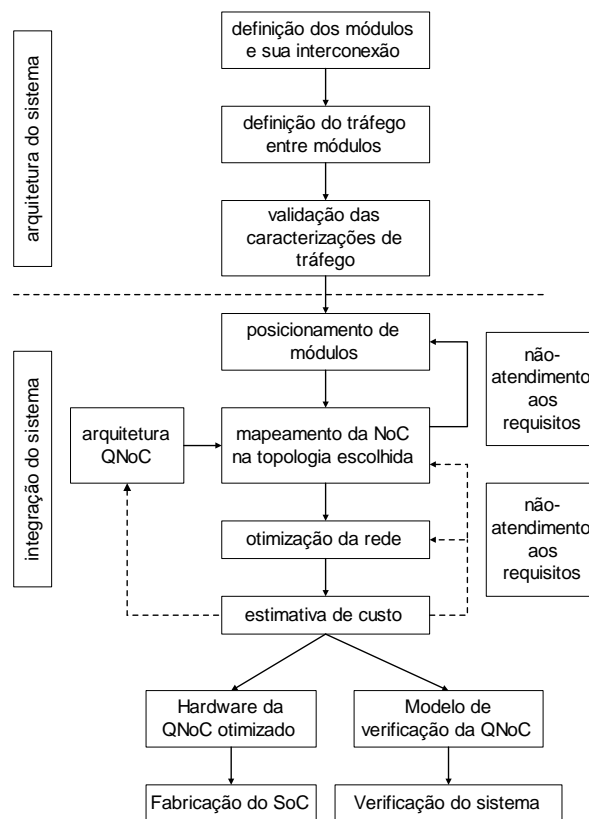 definição dos módulos
e sua interconexão
definição do tráfego
entre módulos
arquitetura do sistema
validação das
caracterizações de
tráfego
posicionamento de
módulos
não-
atendimento
aos
requisitos
arquitetura
QNoC
mapeamento da NoC
na topologia escolhida
integração do sistema
otimização da rede
não-
atendimento
aos
requisitos
estimativa de custo
Hardware da
QNoC otimizado
Modelo de
verificação da QNoC
Fabricação do SoC
Verificação do sistema